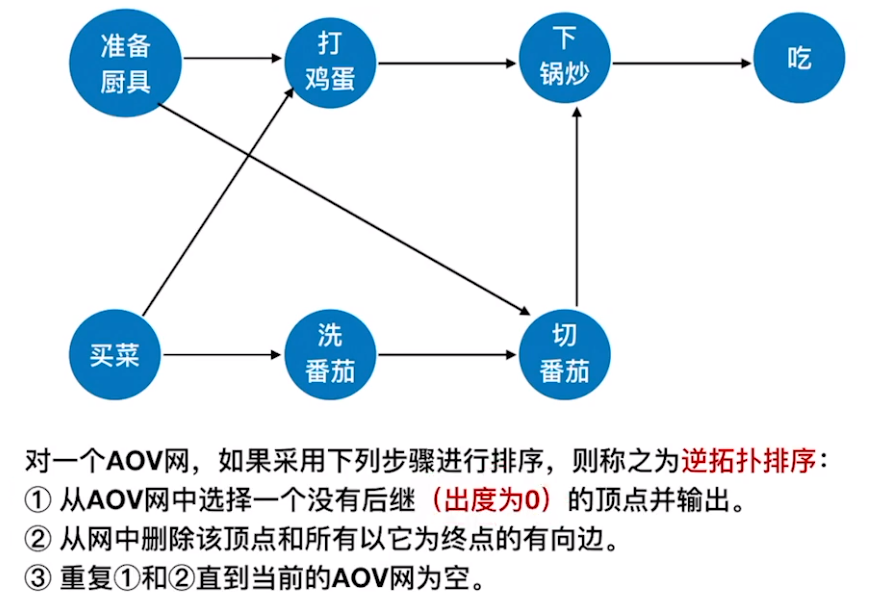 准备
厨具
打
鸡蛋
下
锅炒
吃
买菜
洗
番茄
切
番茄
对一个AOV网，如果采用下列步骤进行排序，则称之为逆拓扑排序：
① 从AOV网中选择一个没有后继（出度为0）的顶点并输出。
② 从网中删除该顶点和所有以它为终点的有向边。
③ 重复①和②直到当前的AOV网为空。